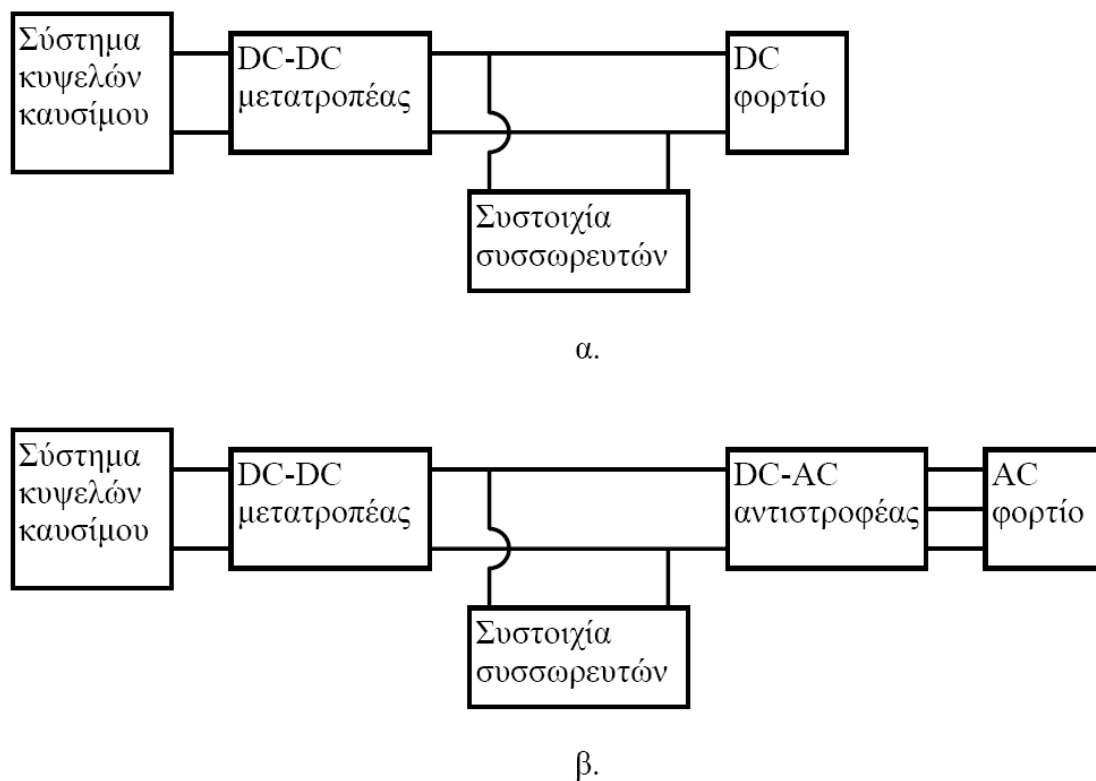 Σύστημα
κυψελών
καυσίμου
DC-DC
μετατροπέας
DC
φορτίο
Συστοιχία
συσσωρευτών
α.
Σύστημα
κυψελών
καυσίμου
DC-DC
μετατροπέας
DC-AC
αντιστροφέας
AC
φορτίο
Συστοιχία
συσσωρευτών
β.